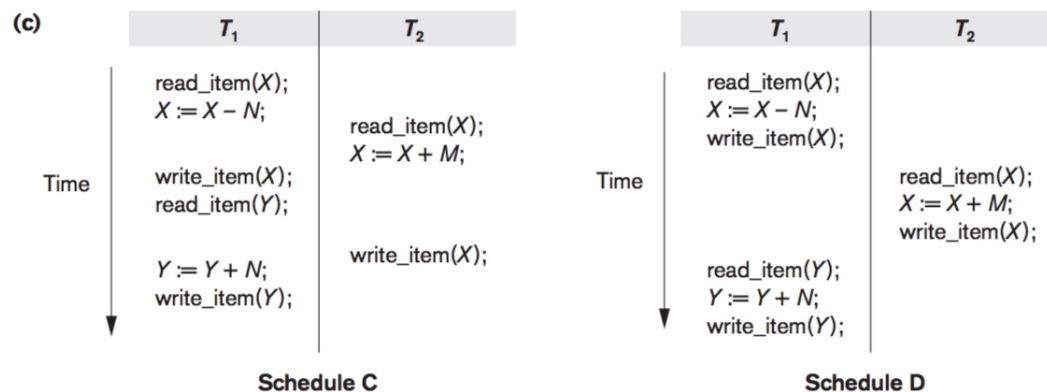 (c)
T1
T2
read_item(X);
X := X – N;
read_item(X);
X := X + M;
Time
write_item(X);
read_item(Y);
write_item(X);
Y := Y + N;
write_item(Y);
Schedule C
T1
T2
read_item(X);
X := X – N;
write_item(X);
Time
read_item(X);
X := X + M;
write_item(X);
read_item(Y);
Y := Y + N;
write_item(Y);
Schedule D